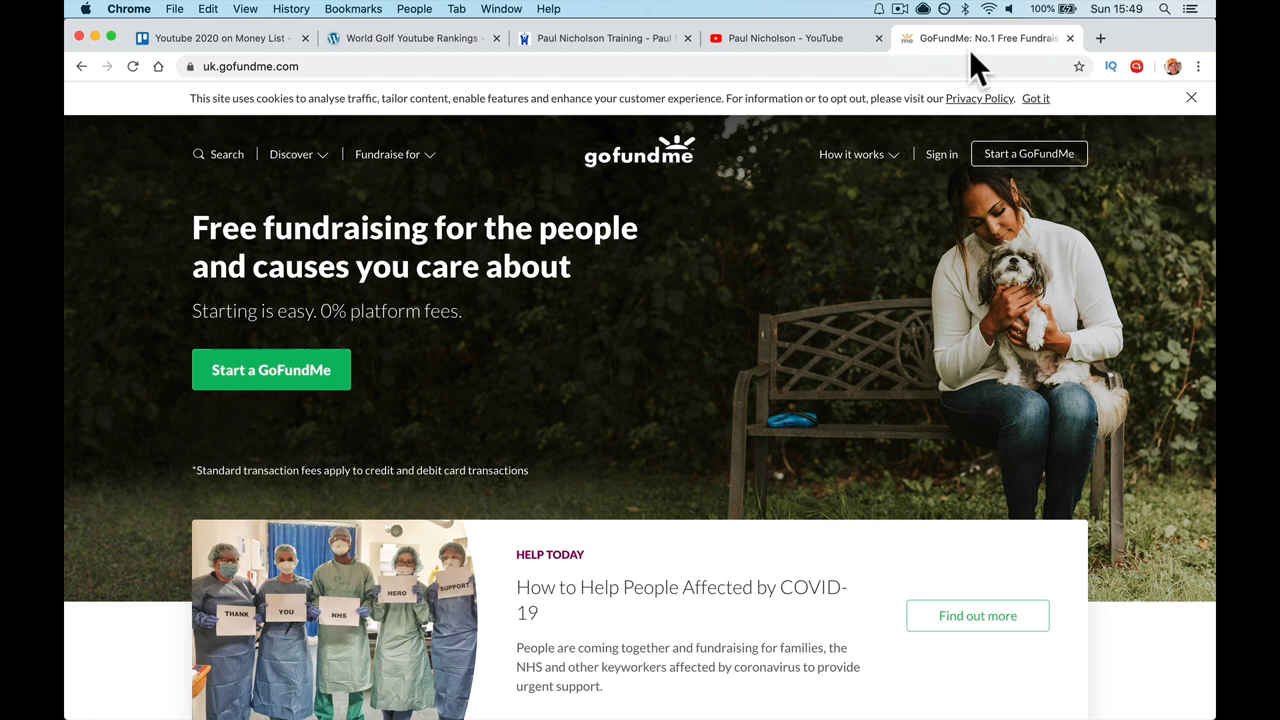 Chrome File Edit View History Bookmarks People Tab Window Help 100% Sun 15:49
Youtube 2020 on Money List - World Golf Youtube Rankings - Paul Nicholson Training - Paul Paul Nicholson - YouTube GoFundMe: No.1 Free Fundrais
uk.gofundme.com IQ
This site uses cookies to analyse traffic, tailor content, enable features and enhance your customer experience. For information or to opt out, please visit our Privacy Policy. Got it
Search Discover Fundraise for gofundme How it works Sign in Start a GoFundMe
Free fundraising for the people
and causes you care about
Starting is easy. 0% platform fees.
Start a GoFundMe
*Standard transaction fees apply to credit and debit card transactions
THANK YOU NHS HERO SUPPORT
HELP TODAY
How to Help People Affected by COVID-
19
Find out more
People are coming together and fundraising for families, the
NHS and other keyworkers affected by coronavirus to provide
urgent support.